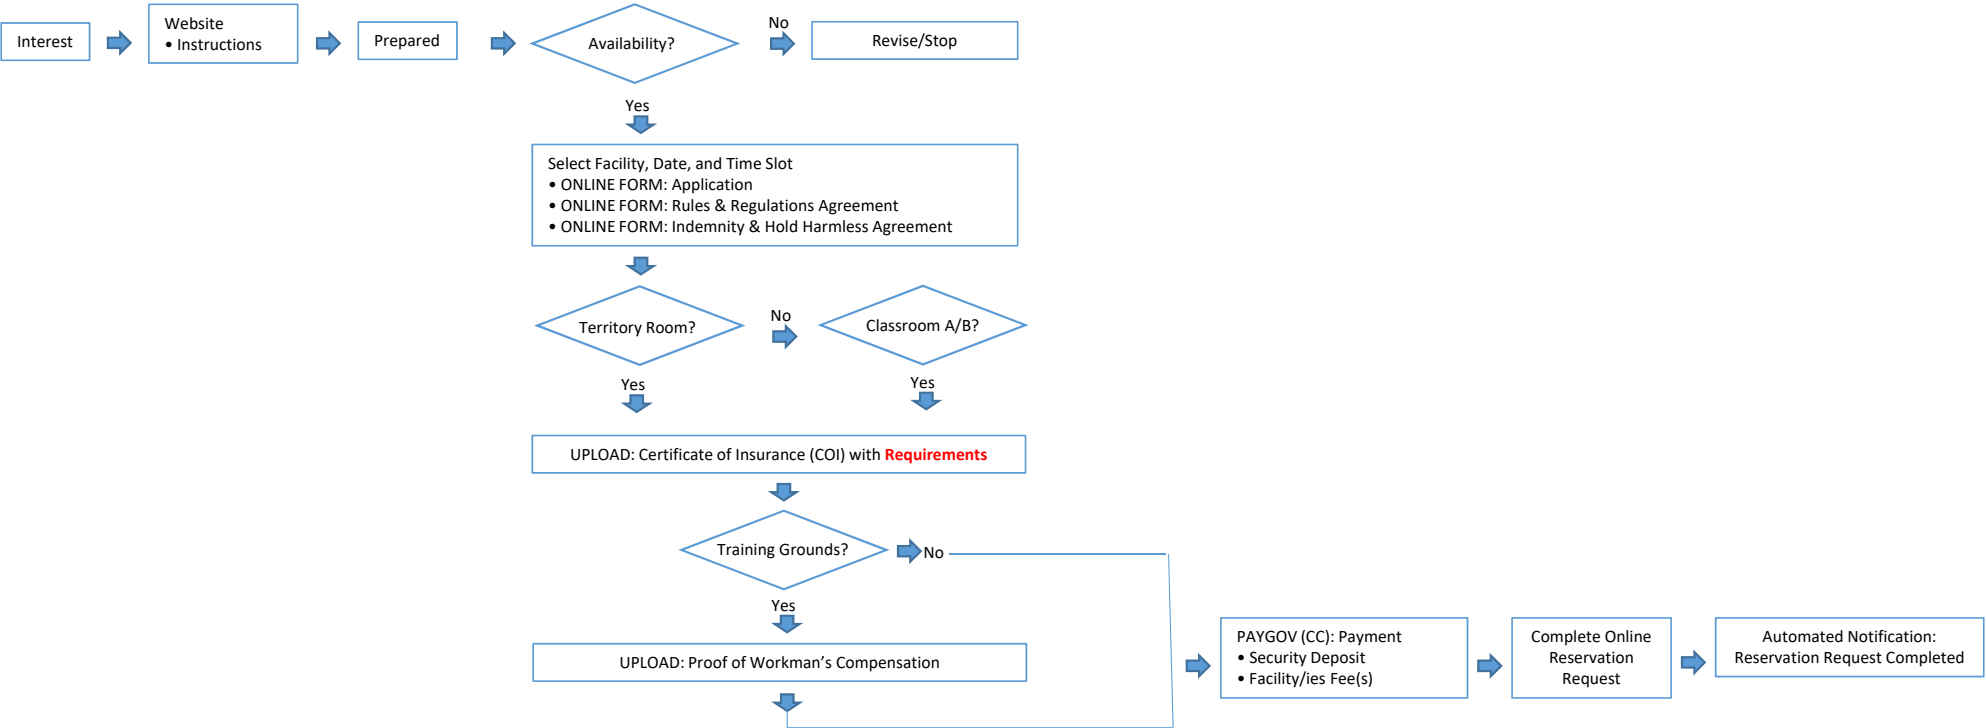 Interest
Website
• Instructions
Prepared
Availability?
No
Revise/Stop
Yes
Select Facility, Date, and Time Slot
• ONLINE FORM: Application
• ONLINE FORM: Rules & Regulations Agreement
• ONLINE FORM: Indemnity & Hold Harmless Agreement
Territory Room?
No
Classroom A/B?
Yes
Yes
UPLOAD: Certificate of Insurance (COI) with Requirements
Training Grounds?
No
Yes
UPLOAD: Proof of Workman’s Compensation
PAYGOV (CC): Payment
• Security Deposit
• Facility/ies Fee(s)
Complete Online
Reservation
Request
Automated Notification:
Reservation Request Completed